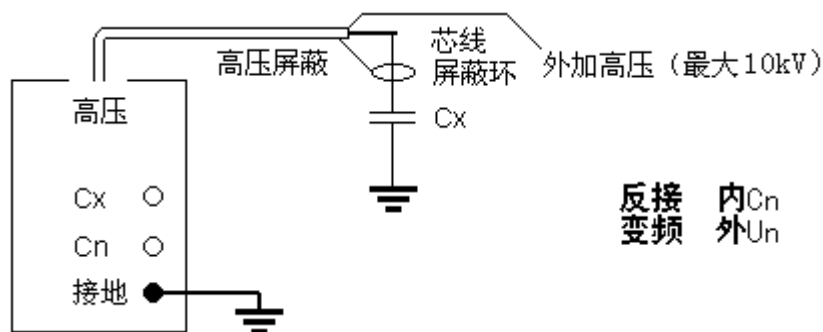 芯线
高压屏蔽
屏蔽环
外加高压（最大10kV）
高压
Cx
Cx
Cn
接地
反接 内Cn
变频 外Un